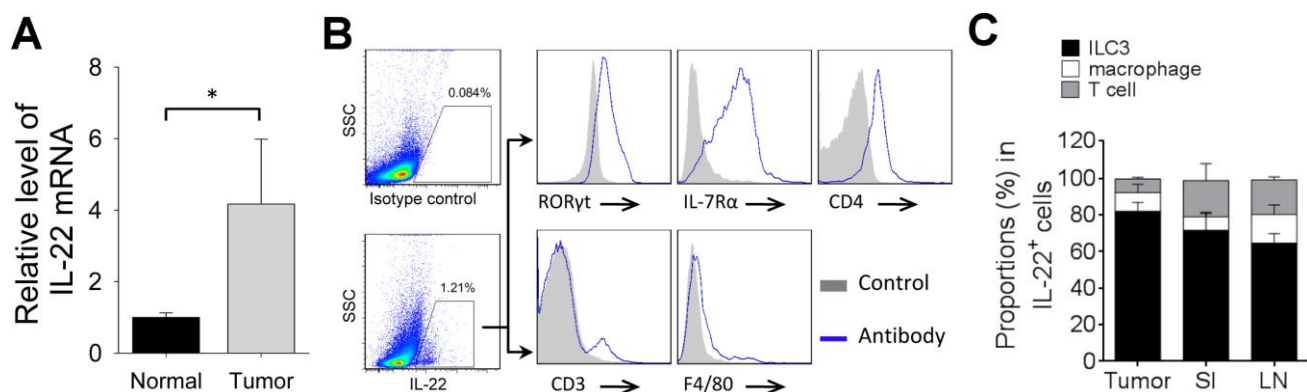 A
8
6
4
2
0
Relative level of
IL-22 mRNA
*
Normal
Tumor
B
SSC
0.084%
Isotype control
SSC
1.21%
IL-22
RORγt
IL-7Rα
CD4
CD3
F4/80
Control
Antibody
C
ILC3
macrophage
T cell
Proportions (%) in
IL-22⁺ cells
120
100
80
60
40
20
0
Tumor
SI
LN